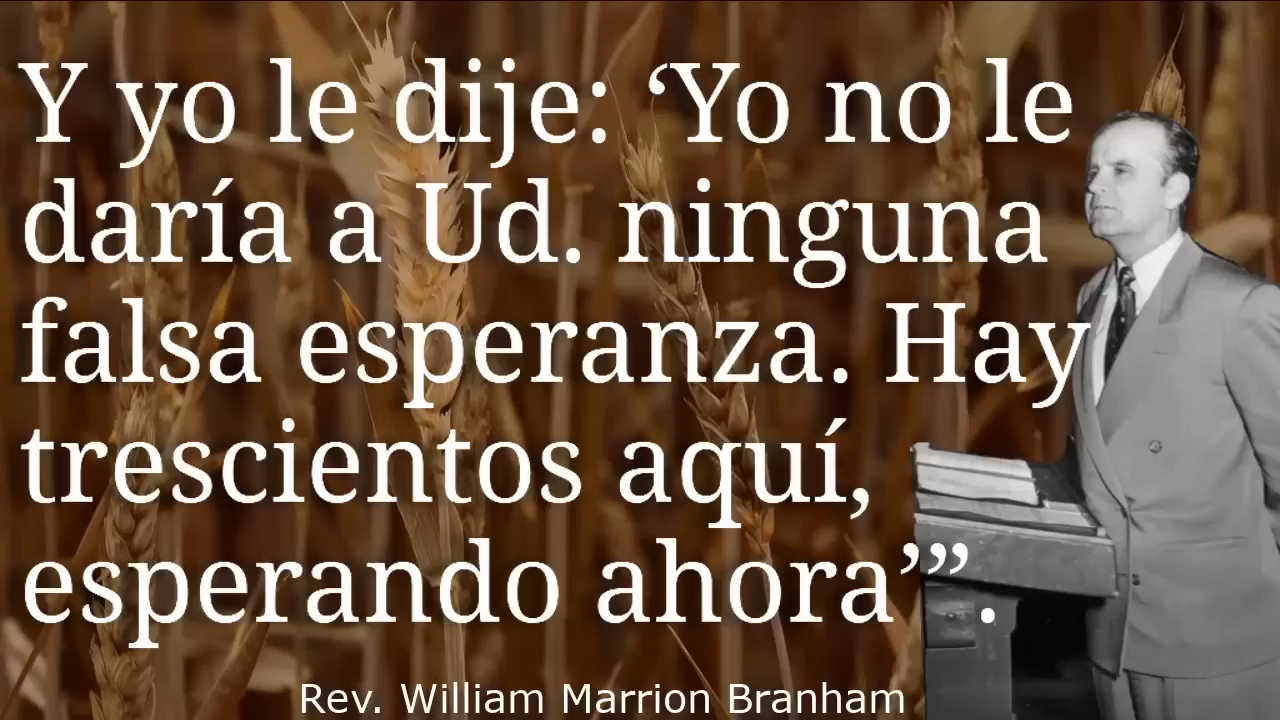 Y yo le dije: ‘Yo no le
daría a Ud. ninguna
falsa esperanza. Hay
trescientos aquí,
esperando ahora’”.
Rev. William Marrion Branham